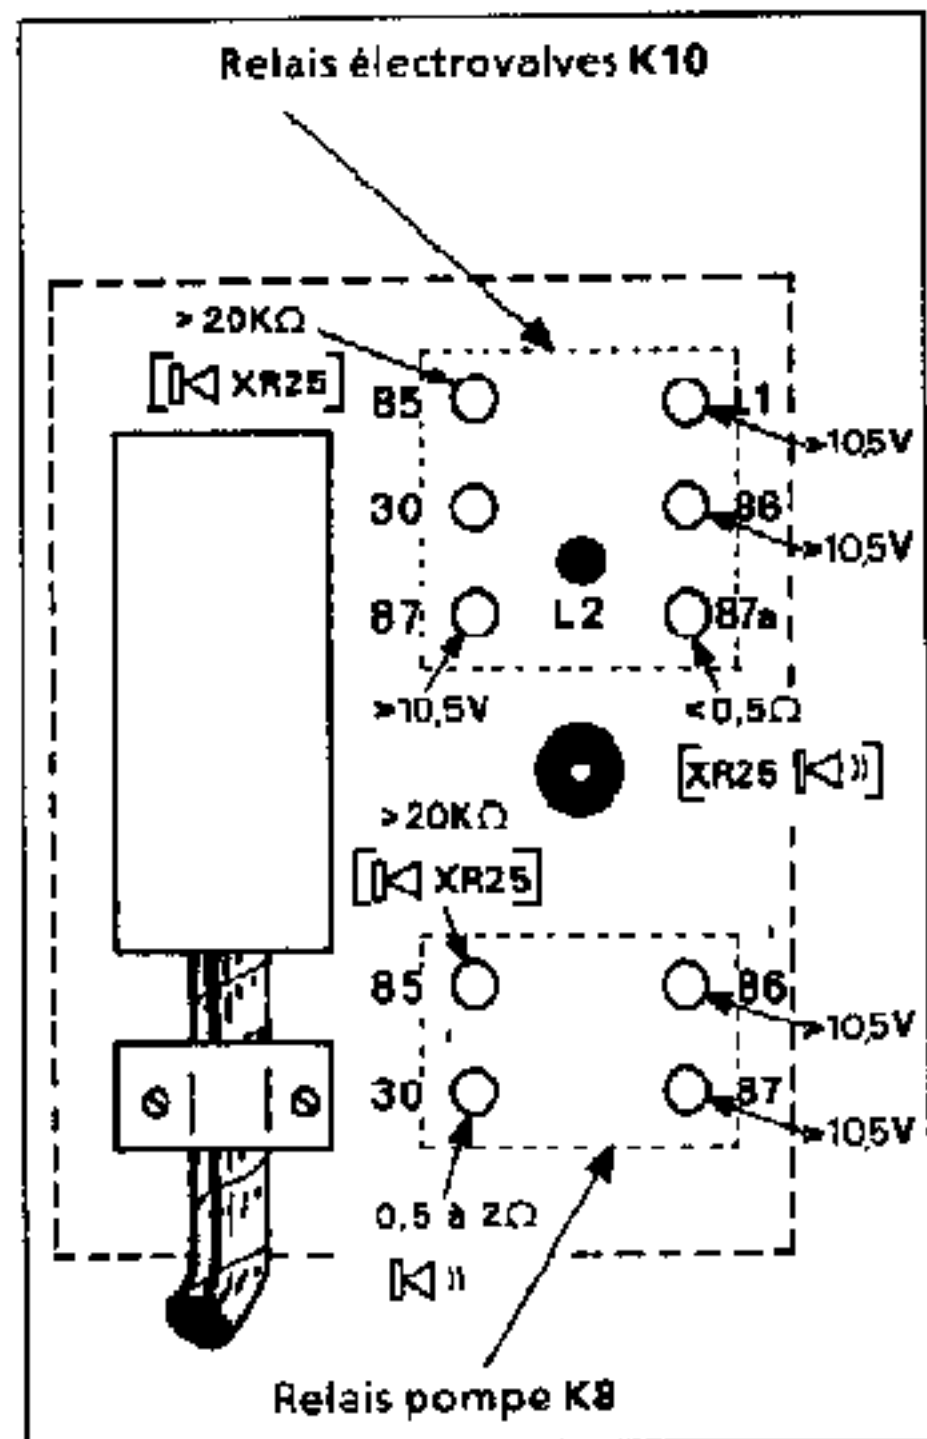 Relais électrovalves K10
> 20KΩ
[XR25]
85
L1
>10,5V
30
86
>10,5V
87
L2
87a
>10,5V
<0,5Ω
[XR25]
>20KΩ
[XR25]
85
86
>10,5V
30
87
>10,5V
0,5 à 2Ω
Relais pompe K8